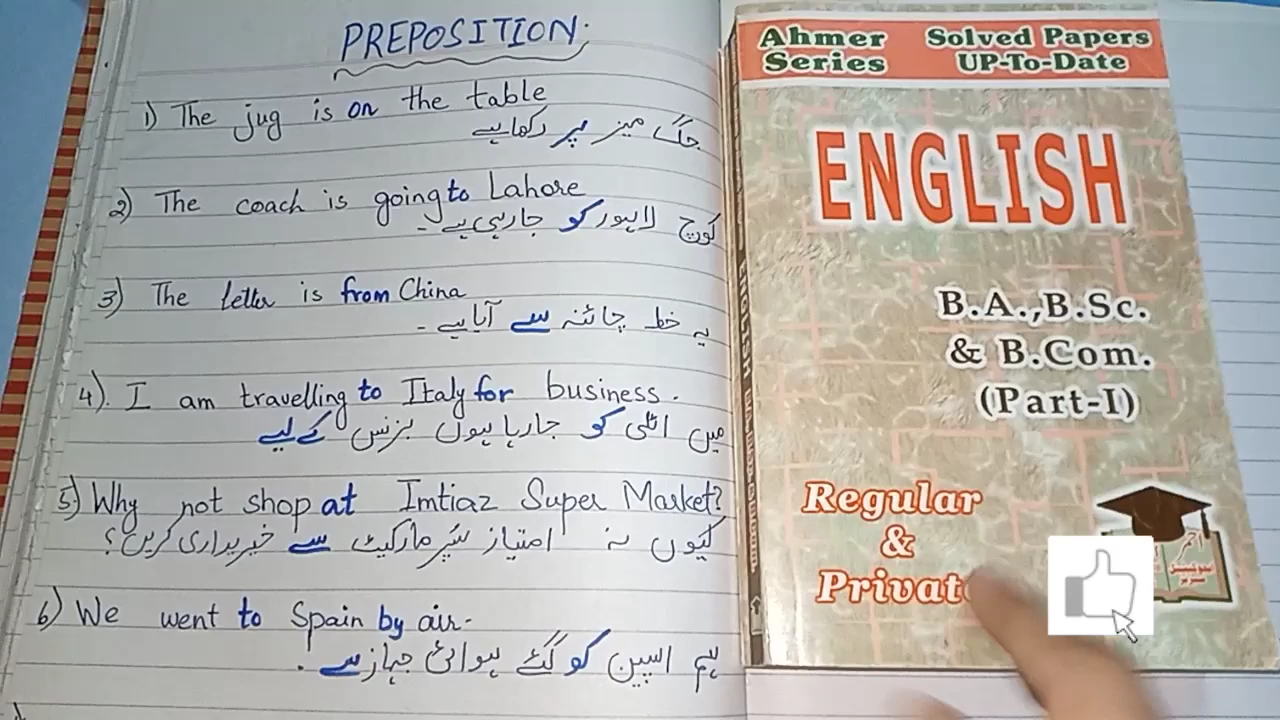 PREPOSITION.
1) The jug is on the table
جگ میز پر رکھا ہے
2) The coach is going to Lahore
کوچ لاہور کو جارہی ہے۔
3) The letter is from China
یہ خط چائنہ سے آیا ہے۔
4). I am travelling to Italy for business.
میں اٹلی کو جارہا ہوں بزنس کے لیے
5) Why not shop at Imtiaz Super Market?
کیوں نہ امتیاز سپر مارکیٹ سے خریداری کریں؟
6) We went to Spain by air.
ہم اسپین کو گئے ہوائی جہاز سے۔
Ahmer Series
Solved Papers
UP-To-Date
ENGLISH
B.A.,B.Sc.
& B.Com.
(Part-I)
Regular
&
Privat
احمر